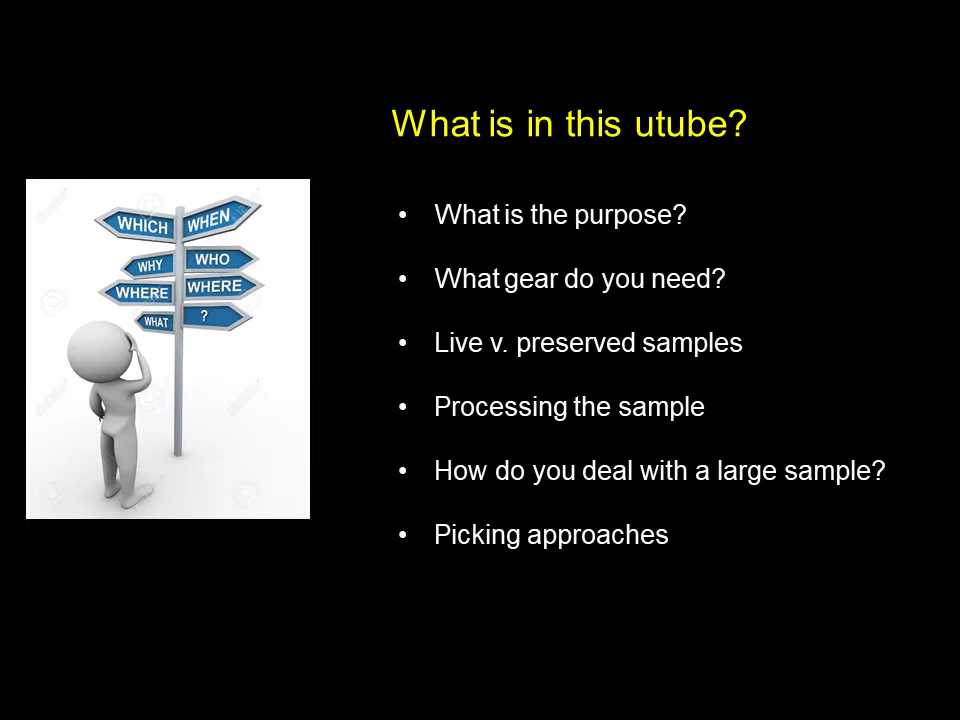 What is in this utube?
WHICH
WHEN
WHY
WHO
WHERE
WHERE
WHAT
?
• What is the purpose?
• What gear do you need?
• Live v. preserved samples
• Processing the sample
• How do you deal with a large sample?
• Picking approaches